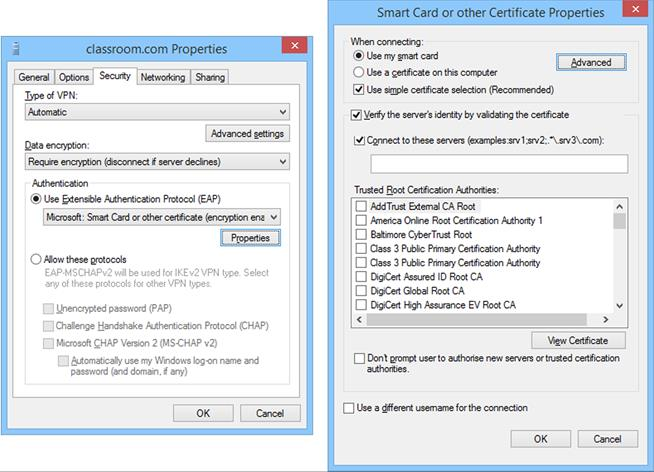 classroom.com Properties
General
Options
Security
Networking
Sharing
Type of VPN:
Automatic
Advanced settings
Data encryption:
Require encryption (disconnect if server declines)
Authentication
Use Extensible Authentication Protocol (EAP)
Microsoft: Smart Card or other certificate (encryption ena
Properties
Allow these protocols
EAP-MSCHAPv2 will be used for IKEv2 VPN type. Select
any of these protocols for other VPN types.
Unencrypted password (PAP)
Challenge Handshake Authentication Protocol (CHAP)
Microsoft CHAP Version 2 (MS-CHAP v2)
Automatically use my Windows log-on name and
password (and domain, if any)
OK
Cancel
Smart Card or other Certificate Properties
When connecting:
Use my smart card
Advanced
Use a certificate on this computer
Use simple certificate selection (Recommended)
Verify the server's identity by validating the certificate
Connect to these servers (examples:srv1;srv2;.*\.srv3\.com):
Trusted Root Certification Authorities:
AddTrust External CA Root
America Online Root Certification Authority 1
Baltimore CyberTrust Root
Class 3 Public Primary Certification Authority
Class 3 Public Primary Certification Authority
DigiCert Assured ID Root CA
DigiCert Global Root CA
DigiCert High Assurance EV Root CA
View Certificate
Don't prompt user to authorise new servers or trusted certification
authorities.
Use a different username for the connection
OK
Cancel